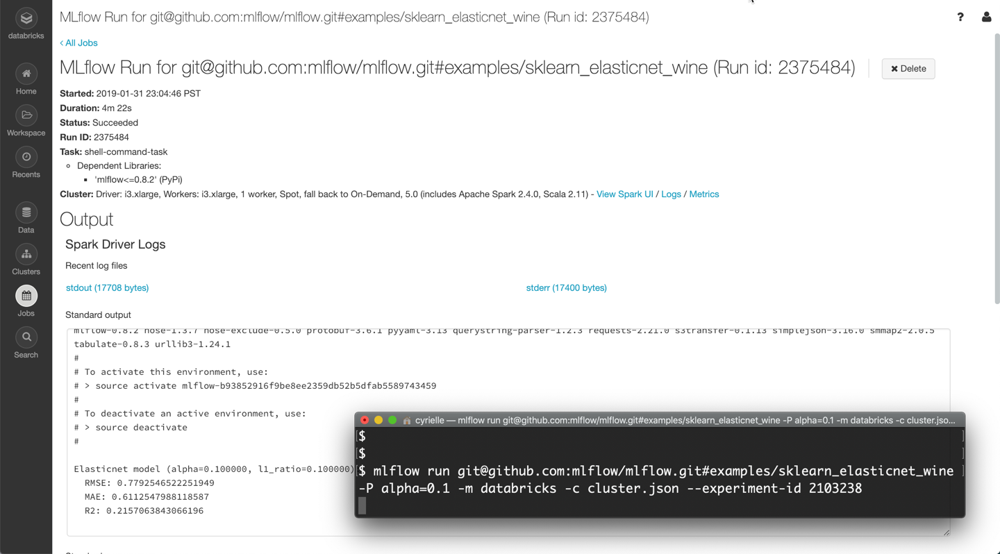 MLflow Run for git@github.com:mlflow/mlflow.git#examples/sklearn_elasticnet_wine (Run id: 2375484)
?
databricks
Home
Workspace
Recents
Data
Clusters
Jobs
Search
< All Jobs
MLflow Run for git@github.com:mlflow/mlflow.git#examples/sklearn_elasticnet_wine (Run id: 2375484)
✖ Delete
Started: 2019-01-31 23:04:46 PST
Duration: 4m 22s
Status: Succeeded
Run ID: 2375484
Task: shell-command-task
Dependent Libraries:
'mlflow<=0.8.2' (PyPi)
Cluster: Driver: i3.xlarge, Workers: i3.xlarge, 1 worker, Spot, fall back to On-Demand, 5.0 (includes Apache Spark 2.4.0, Scala 2.11) - View Spark UI / Logs / Metrics
Output
Spark Driver Logs
Recent log files
stdout (17708 bytes)
stderr (17400 bytes)
Standard output
mlflow-0.8.2 nose-1.3.7 nose-exclude-0.5.0 protobuf-3.6.1 pyyaml-3.13 querystring-parser-1.2.3 requests-2.21.0 s3transfer-0.1.13 simplejson-3.16.0 smmap2-2.0.5
tabulate-0.8.3 urllib3-1.24.1
#
# To activate this environment, use:
# > source activate mlflow-b93852916f9be8ee2359db52b5dfab5589743459
#
# To deactivate an active environment, use:
# > source deactivate
#
Elasticnet model (alpha=0.100000, l1_ratio=0.100000)
RMSE: 0.7792546522251949
MAE: 0.6112547988118587
R2: 0.2157063843066196
cyrielle — mlflow run git@github.com:mlflow/mlflow.git#examples/sklearn_elasticnet_wine -P alpha=0.1 -m databricks -c cluster.jso...
[$ ]
[$ ]
[$ mlflow run git@github.com:mlflow/mlflow.git#examples/sklearn_elasticnet_wine ]
-P alpha=0.1 -m databricks -c cluster.json --experiment-id 2103238